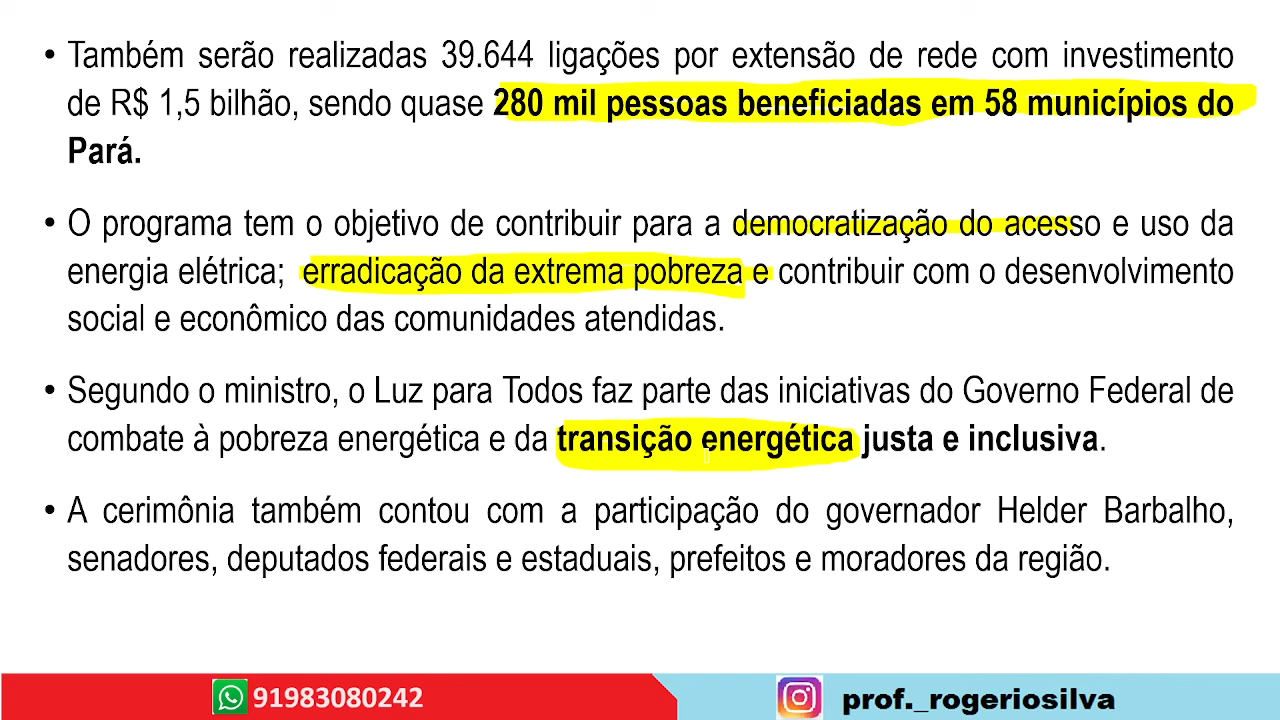 • Também serão realizadas 39.644 ligações por extensão de rede com investimento
de R$ 1,5 bilhão, sendo quase 280 mil pessoas beneficiadas em 58 municípios do
Pará.
• O programa tem o objetivo de contribuir para a democratização do acesso e uso da
energia elétrica; erradicação da extrema pobreza e contribuir com o desenvolvimento
social e econômico das comunidades atendidas.
• Segundo o ministro, o Luz para Todos faz parte das iniciativas do Governo Federal de
combate à pobreza energética e da transição energética justa e inclusiva.
• A cerimônia também contou com a participação do governador Helder Barbalho,
senadores, deputados federais e estaduais, prefeitos e moradores da região.
91983080242
prof._rogeriosilva